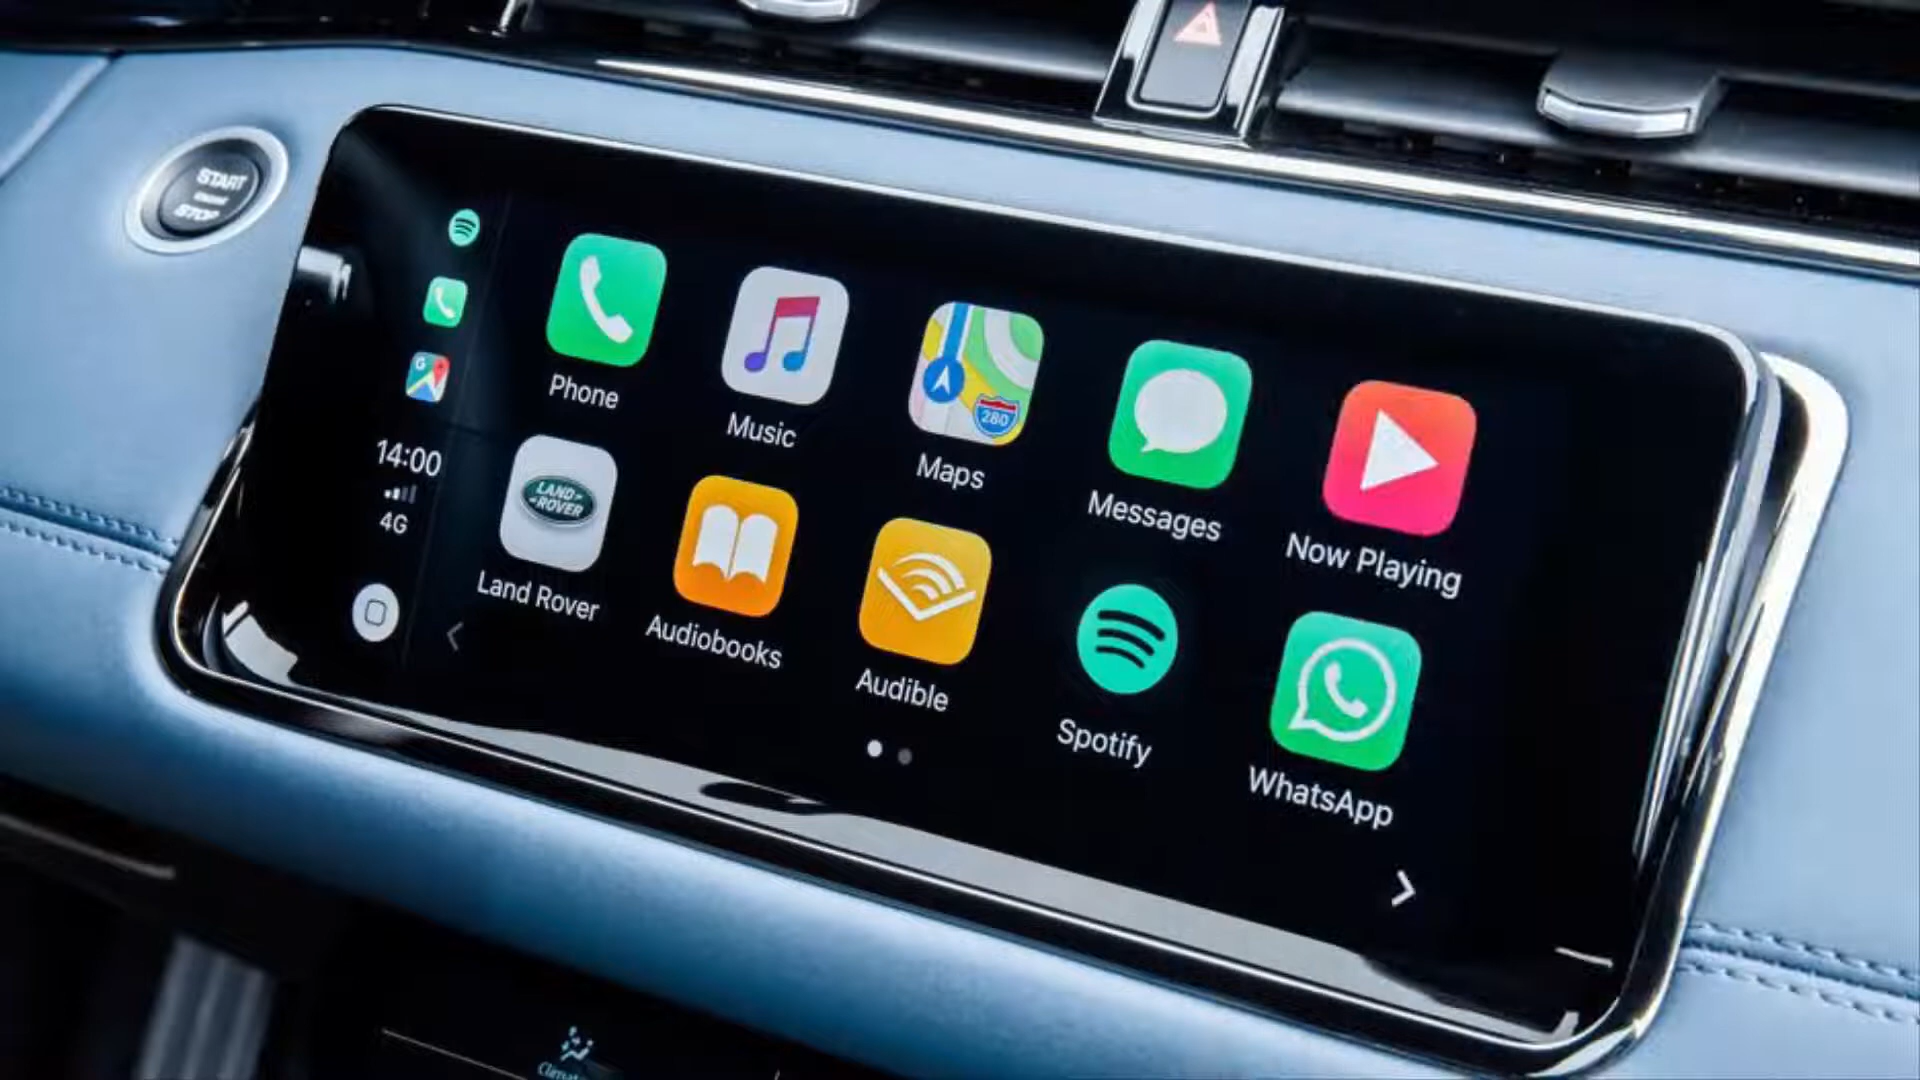 START
STOP
14:00
4G
Phone
Music
280
Maps
Messages
Now Playing
LAND
ROVER
Land Rover
Audiobooks
Audible
Spotify
WhatsApp
G